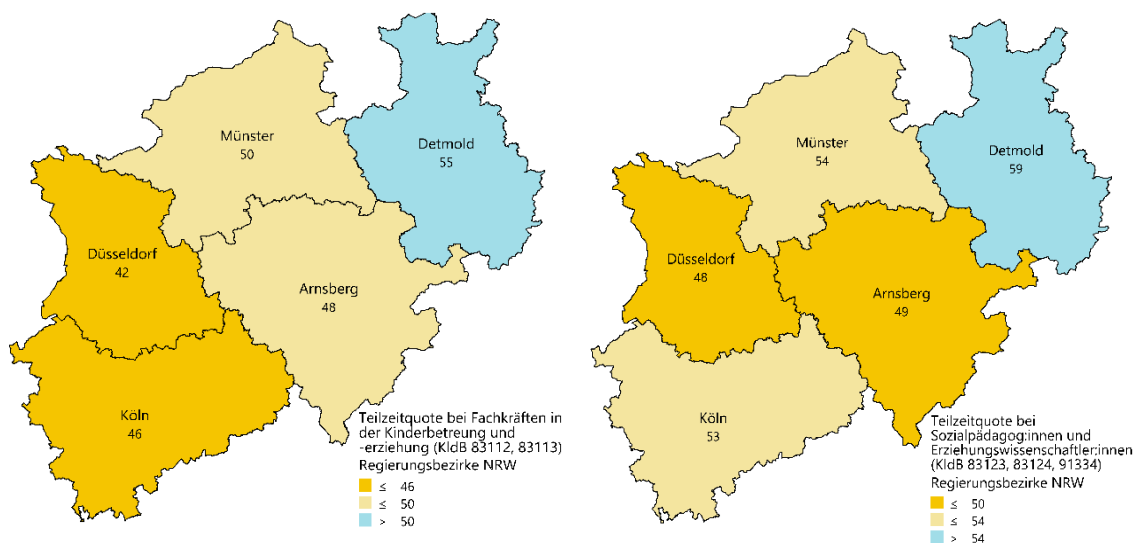 Münster
50
Detmold
55
Düsseldorf
42
Arnsberg
48
Köln
46
Teilzeitquote bei Fachkräften in
der Kinderbetreung und
-erziehung (KldB 83112, 83113)
Regierungsbezirke NRW
≤ 46
≤ 50
> 50
Münster
54
Detmold
59
Düsseldorf
48
Arnsberg
49
Köln
53
Teilzeitquote bei
Sozialpädagog:innen und
Erziehungswissenschaftler:innen
(KldB 83123, 83124, 91334)
Regierungsbezirke NRW
≤ 50
≤ 54
> 54